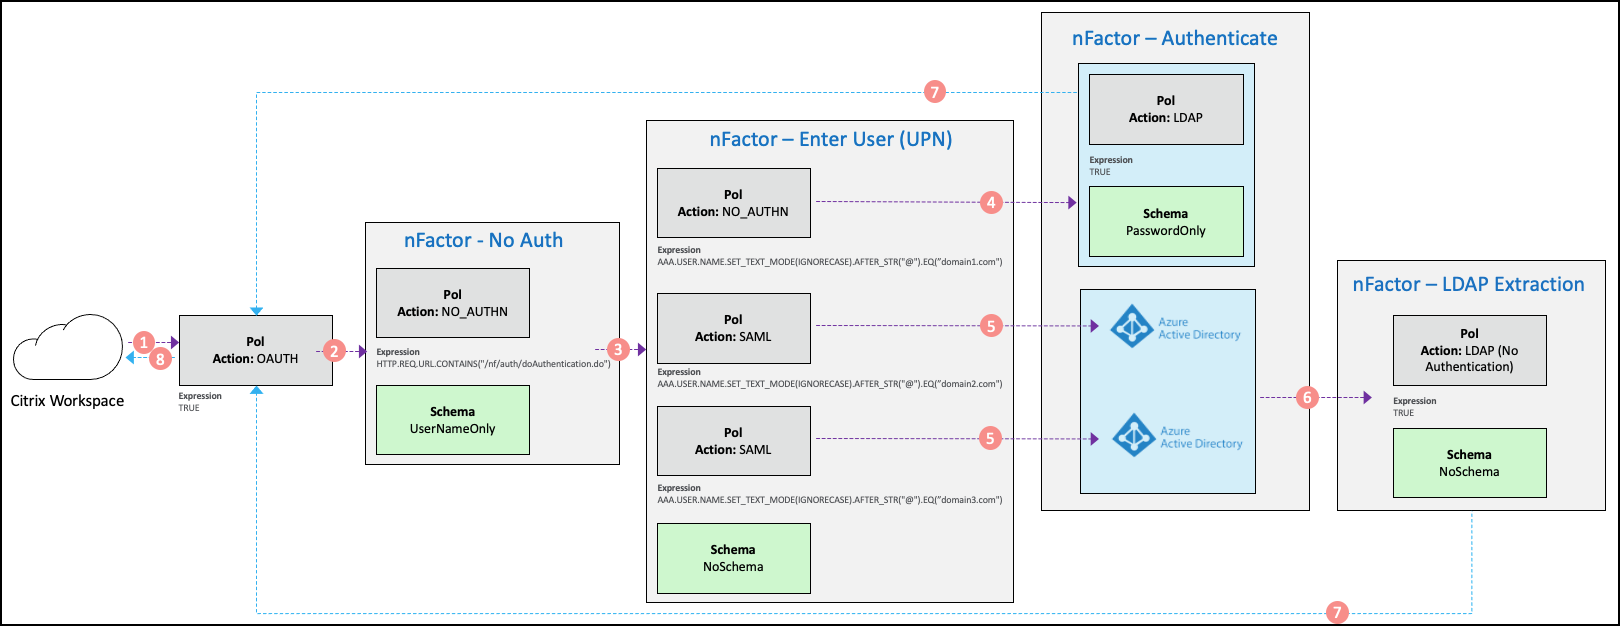 nFactor – Authenticate
Pol
Action: LDAP
Expression
TRUE
Schema
PasswordOnly
7
nFactor – Enter User (UPN)
Pol
Action: NO_AUTHN
4
Expression
AAA.USER.NAME.SET_TEXT_MODE(IGNORECASE).AFTER_STR("@").EQ("domain1.com")
Pol
Action: SAML
5
Azure
Active Directory
Expression
AAA.USER.NAME.SET_TEXT_MODE(IGNORECASE).AFTER_STR("@").EQ("domain2.com")
Pol
Action: SAML
5
Azure
Active Directory
Expression
AAA.USER.NAME.SET_TEXT_MODE(IGNORECASE).AFTER_STR("@").EQ("domain3.com")
Schema
NoSchema
nFactor - No Auth
Pol
Action: NO_AUTHN
3
Expression
HTTP.REQ.URL.CONTAINS("/nf/auth/doAuthentication.do")
Schema
UserNameOnly
1
8
Citrix Workspace
Pol
Action: OAUTH
Expression
TRUE
2
6
nFactor – LDAP Extraction
Pol
Action: LDAP (No
Authentication)
Expression
TRUE
Schema
NoSchema
7